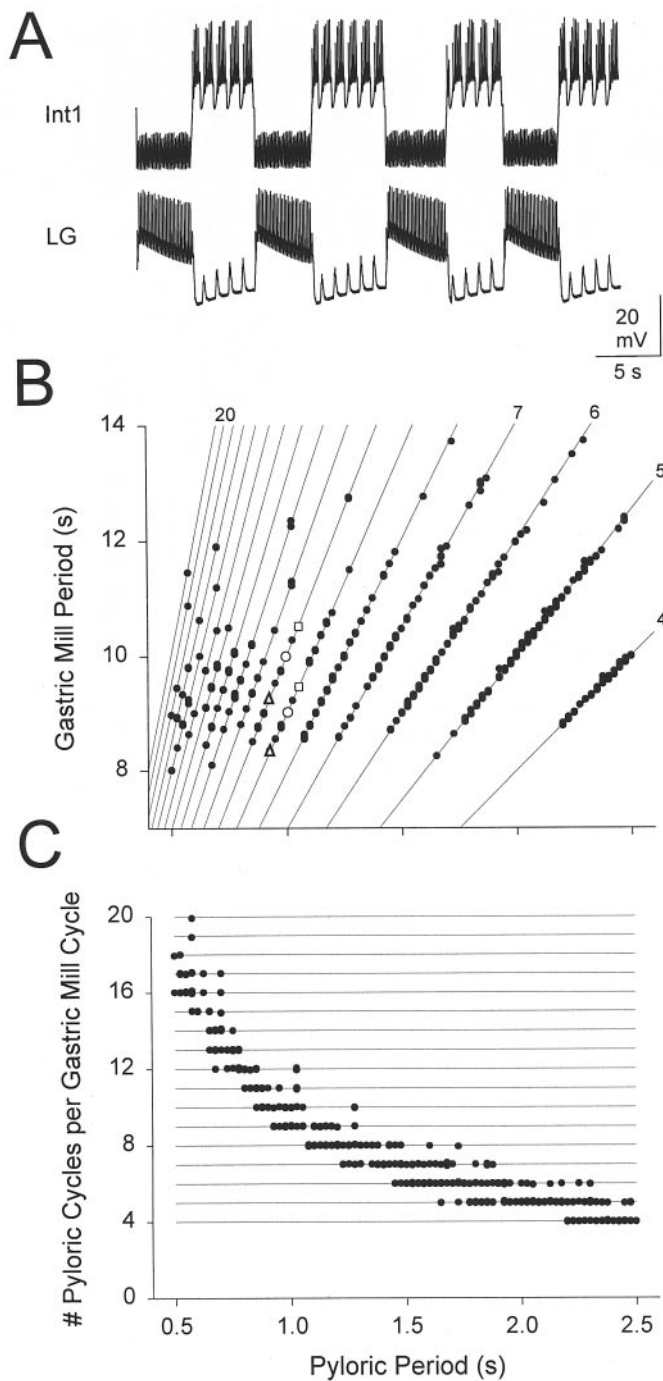 A
Int1
LG
20
mV
5 s
B
20
7
6
5
4
14
12
10
8
Gastric Mill Period (s)
C
20
16
12
8
4
0
# Pyloric Cycles per Gastric Mill Cycle
0.5 1.0 1.5 2.0 2.5
Pyloric Period (s)